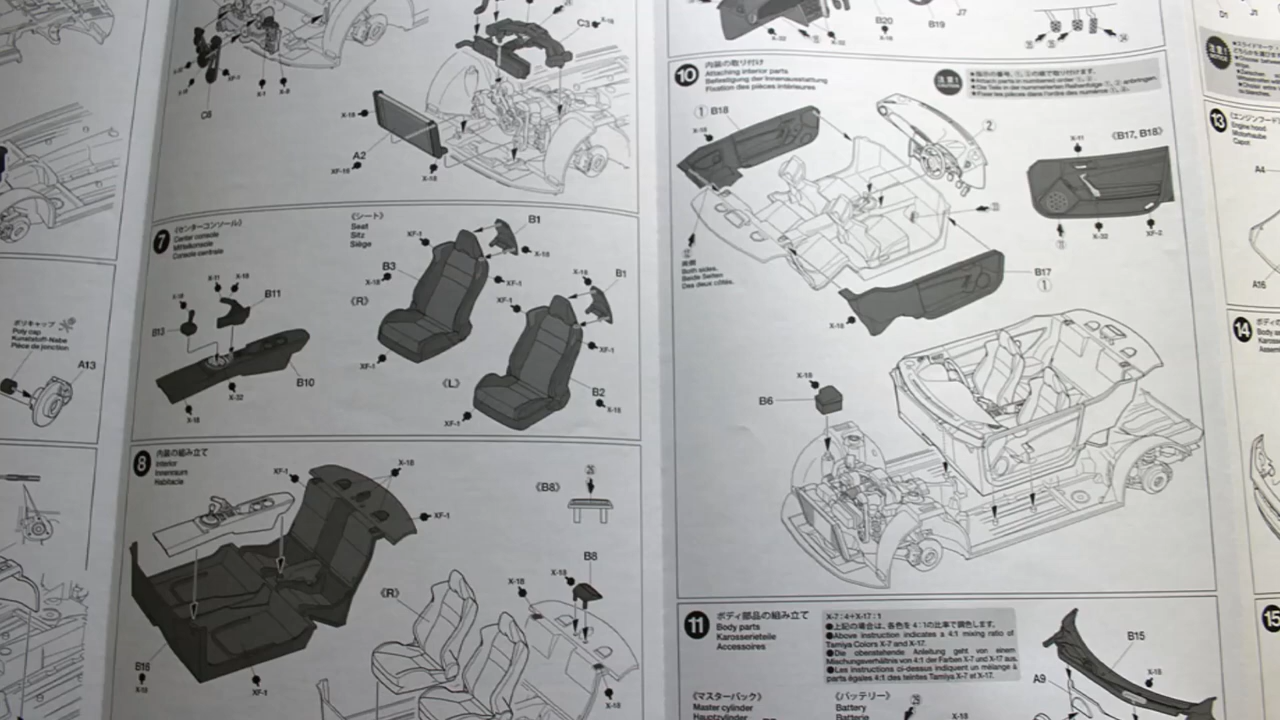 C3
X-18
XF-1
X-18
C8
X-18
A2
XF-16
X-18
ポリキャップ
Poly cap
Kunststoff-Nabe
Pièce de jonction
A13
7
《センターコンソール》
Center console
Mittelkonsole
Console centrale
X-11
X-18
X-18
B11
B13
B10
X-32
X-18
《シート》
Seat
Sitz
Siège
XF-1
B1
X-18
B3
X-18
XF-1
《R》
XF-1
X-18
B1
XF-1
XF-1
《L》
B2
X-18
XF-1
8
内装の組み立て
Interior
Innenraum
Habitacle
XF-1
X-18
XF-1
B16
X-18
XF-1
《B8》
B8
X-18
X-18
《R》
X-18
B20
X-18
B19
J7
X-32
X-32
10
内装の取り付け
Attaching interior parts
Befestigung der Innenausstattung
Fixation des pièces intérieures
注意!
●指示の番号、①、②の順で取り付けます。
●Attach parts in numbered order ①, ②.
●Die Teile in der nummerierten Reihenfolge ①, ② anbringen.
●Fixer les pièces dans l'ordre des numéros ①, ②.
① B18
X-18
②
X-11
《B17, B18》
X-32
XF-2
両側
Both sides.
Beide Seiten
Des deux côtés.
B17
①
X-18
X-18
B6
11
ボディ部品の組み立て
Body parts
Karosserieteile
Accessoires
X-7:4+X-17:1
●上記の場合は、各色を4:1の比率で調色します。
●Above instruction indicates a 4:1 mixing ratio of
Tamiya Colors X-7 and X-17.
●Die obenstehende Anleitung geht von einem
Mischungsverhältnis von 4:1 der Farben X-7 und X-17 aus.
●Les instructions ci-dessus indiquent un mélange à
parts égales 4:1 des teintes Tamiya X-7 et X-17.
《マスターバック》
Master cylinder
Hauptzylinder
《バッテリー》
Battery
Batterie
X-18
B15
X-18
A9
D1
J1
注意!
13
Engine hood
Motorhaube
Capot
A4
A16
14
15